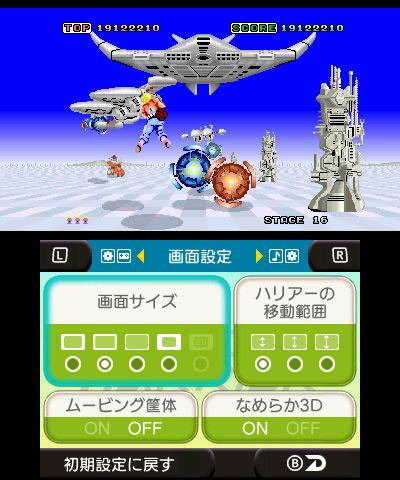 TOP 19122210
SCORE 19122210
STAGE 16
L
画面設定
R
画面サイズ
ハリアーの
移動範囲
ムービング筐体
ON OFF
なめらか3D
ON OFF
初期設定に戻す
B